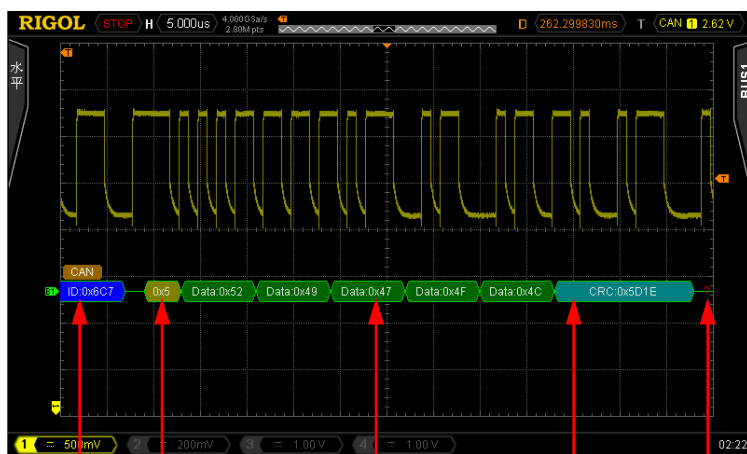 RIGOL STOP H 5.000us 4.000GSa/s 2.80M pts T D 262.299830ms T CAN 1 2.62 V
水平
T
BUS1
T
CAN
B1 ID:0x6C7 0x5 Data:0x52 Data:0x49 Data:0x47 Data:0x4F Data:0x4C CRC:0x5D1E ?
1 = 500mV 2 = 200mV 3 = 1.00 V 4 = 1.00 V 02:22